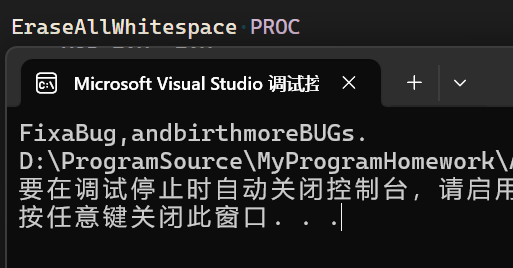 EraseAllWhitespace PROC
Microsoft Visual Studio 调试控
FixaBug,andbirthmoreBUGs.
D:\ProgramSource\MyProgramHomework\
要在调试停止时自动关闭控制台，请启用
按任意键关闭此窗口. . .